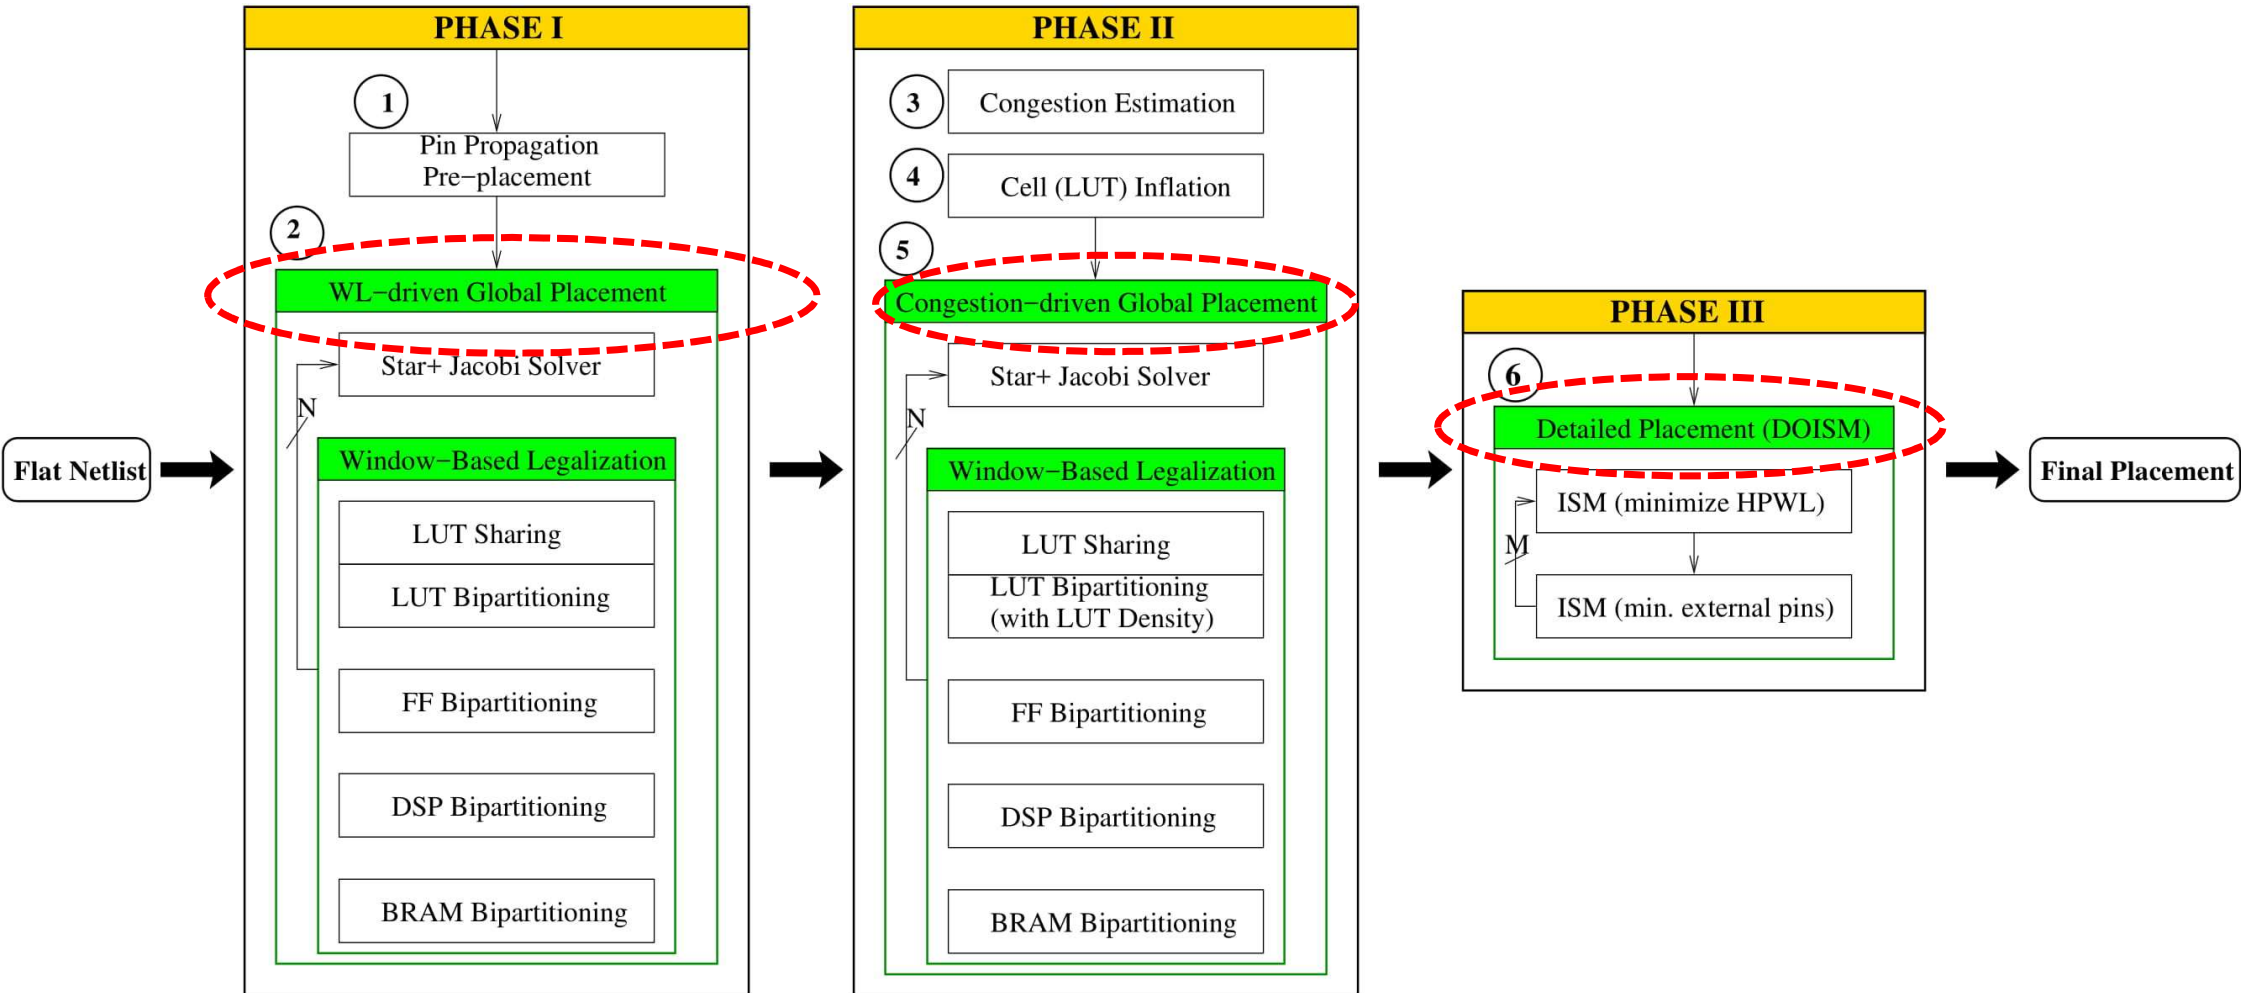 Flat Netlist
PHASE I
1
Pin Propagation
Pre−placement
2
WL−driven Global Placement
Star+ Jacobi Solver
N
Window−Based Legalization
LUT Sharing
LUT Bipartitioning
FF Bipartitioning
DSP Bipartitioning
BRAM Bipartitioning
PHASE II
3
Congestion Estimation
4
Cell (LUT) Inflation
5
Congestion−driven Global Placement
Star+ Jacobi Solver
N
Window−Based Legalization
LUT Sharing
LUT Bipartitioning
(with LUT Density)
FF Bipartitioning
DSP Bipartitioning
BRAM Bipartitioning
PHASE III
6
Detailed Placement (DOISM)
ISM (minimize HPWL)
M
ISM (min. external pins)
Final Placement